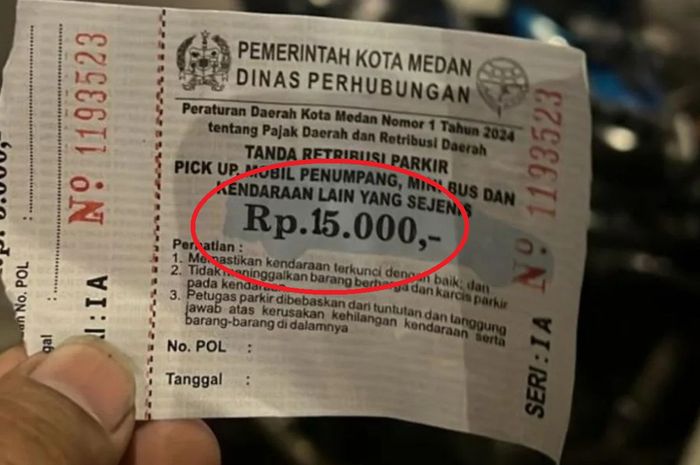 PEMERINTAH KOTA MEDAN
DINAS PERHUBUNGAN
Peraturan Daerah Kota Medan Nomor 1 Tahun 2024
tentang Pajak Daerah dan Retribusi Daerah
TANDA RETRIBUSI PARKIR
PICK UP, MOBIL PENUMPANG, MINI BUS DAN
KENDARAAN LAIN YANG SEJENIS
Rp.15.000,-
Perhatian :
1. Memastikan kendaraan terkunci dengan baik; dan
2. Tidak meninggalkan barang berharga dan karcis parkir
pada kendaraan
3. Petugas parkir dibebaskan dari tuntutan dan tanggung
jawab atas kerusakan kehilangan kendaraan serta
barang-barang di dalamnya
No. POL :
Tanggal :
No 1193523
SERI : IA
No 1193523
No. POL :